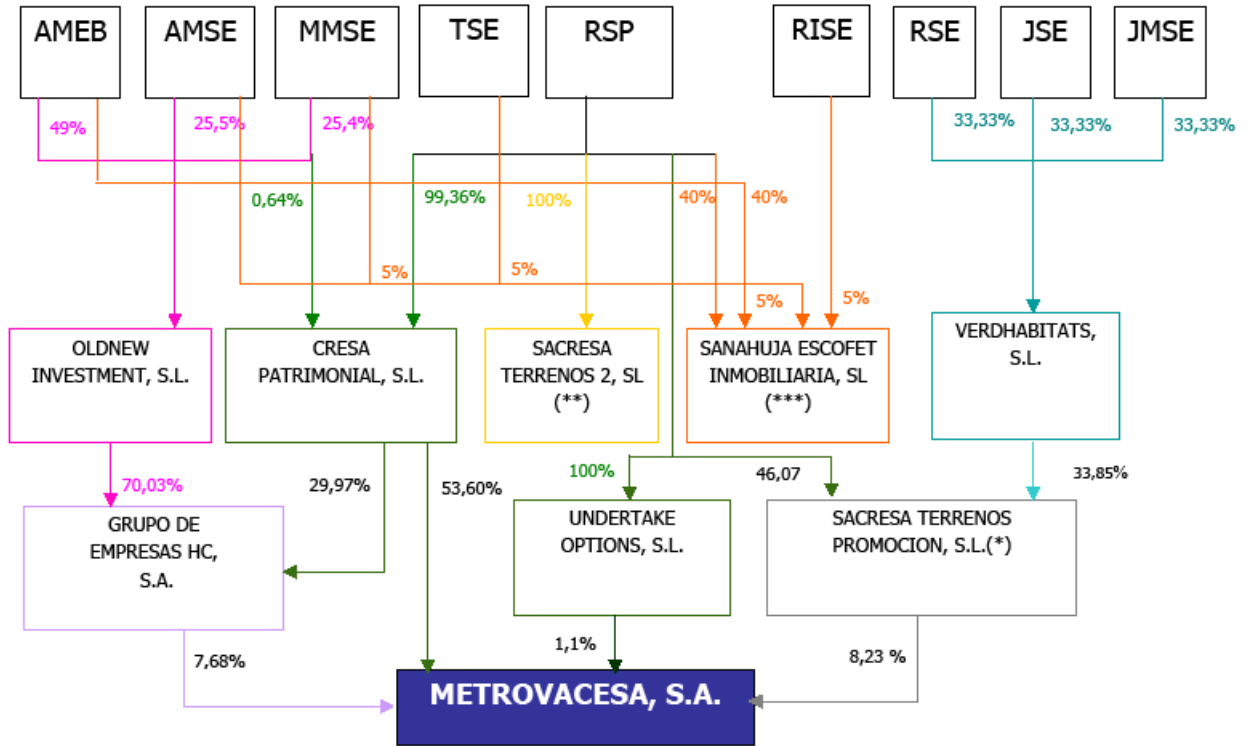 AMEB
AMSE
MMSE
TSE
RSP
RISE
RSE
JSE
JMSE
49%
25,5%
25,4%
33,33%
33,33%
33,33%
0,64%
99,36%
100%
40%
40%
5%
5%
5%
5%
OLDNEW
INVESTMENT, S.L.
CRESA
PATRIMONIAL, S.L.
SACRESA
TERRENOS 2, SL
(**)
SANAHUJA ESCOFET
INMOBILIARIA, SL
(***)
VERDHABITATS,
S.L.
70,03%
29,97%
53,60%
100%
46,07
33,85%
GRUPO DE
EMPRESAS HC,
S.A.
UNDERTAKE
OPTIONS, S.L.
SACRESA TERRENOS
PROMOCION, S.L.(*)
7,68%
1,1%
8,23 %
METROVACESA, S.A.